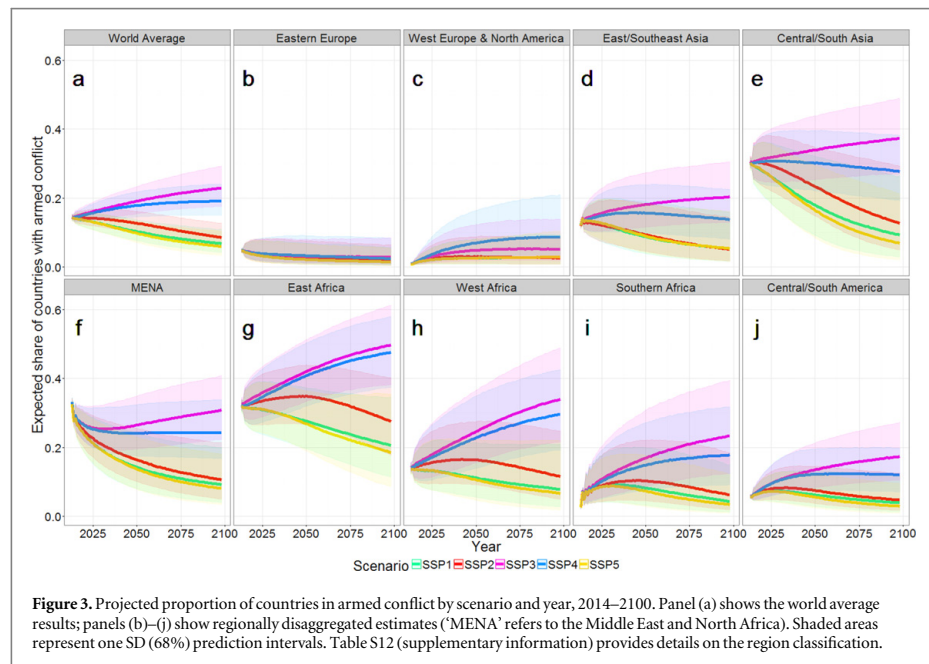 World Average
Eastern Europe
West Europe & North America
East/Southeast Asia
Central/South Asia
0.6
0.4
0.2
0.0
a
b
c
d
e
2025 2050 2075 2100
MENA
East Africa
West Africa
Southern Africa
Central/South America
0.6
0.4
0.2
0.0
f
g
h
i
j
Expected share of countries with armed conflict
2025 2050 2075 2100 2025 2050 2075 2100 2025 2050 2075 2100 2025 2050 2075 2100 2025 2050 2075 2100
Year
Scenario SSP1 SSP2 SSP3 SSP4 SSP5
Figure 3. Projected proportion of countries in armed conflict by scenario and year, 2014–2100. Panel (a) shows the world average
results; panels (b)–(j) show regionally disaggregated estimates ('MENA' refers to the Middle East and North Africa). Shaded areas
represent one SD (68%) prediction intervals. Table S12 (supplementary information) provides details on the region classification.